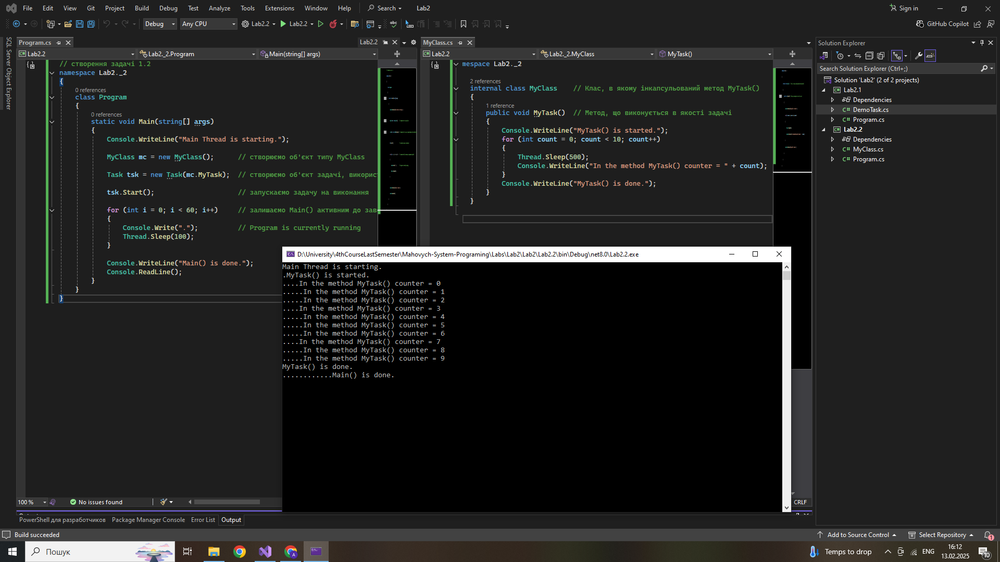 File Edit View Git Project Build Debug Test Analyze Tools Extensions Window Help Search Lab2 Sign in
Debug Any CPU Lab2.2 Lab2.2 GitHub Copilot
SQL Server Object Explorer
Program.cs Lab2.2
Lab2.2 Lab2._2.Program Main(string[] args)
// створення задачі 1.2
namespace Lab2._2
{
0 references
class Program
{
0 references
static void Main(string[] args)
{
Console.WriteLine("Main Thread is starting.");
MyClass mc = new MyClass(); // створюємо об'єкт типу MyClass
Task tsk = new Task(mc.MyTask); // створюємо об'єкт задачі, використ
tsk.Start(); // запускаємо задачу на виконання
for (int i = 0; i < 60; i++) // залишаємо Main() активним до зав
{
Console.Write("."); // Program is currently running
Thread.Sleep(100);
}
Console.WriteLine("Main() is done.");
Console.ReadLine();
}
}
}
100 % No issues found
MyClass.cs
Lab2.2 Lab2._2.MyClass MyTask()
mespace Lab2._2
2 references
internal class MyClass // Клас, в якому інкапсульований метод MyTask()
{
1 reference
public void MyTask() // Метод, що виконується в якості задачі
{
Console.WriteLine("MyTask() is started.");
for (int count = 0; count < 10; count++)
{
Thread.Sleep(500);
Console.WriteLine("In the method MyTask() counter = " + count);
}
Console.WriteLine("MyTask() is done.");
}
}
CRLF
D:\University\4thCourseLastSemester\Mahovych-System-Programing\Labs\Lab2\Lab2\Lab2.2\bin\Debug\net8.0\Lab2.2.exe
Main Thread is starting.
.MyTask() is started.
....In the method MyTask() counter = 0
.....In the method MyTask() counter = 1
.....In the method MyTask() counter = 2
....In the method MyTask() counter = 3
.....In the method MyTask() counter = 4
.....In the method MyTask() counter = 5
.....In the method MyTask() counter = 6
....In the method MyTask() counter = 7
.....In the method MyTask() counter = 8
.....In the method MyTask() counter = 9
MyTask() is done.
............Main() is done.
Solution Explorer
Search Solution Explorer (Ctrl+;)
Solution 'Lab2' (2 of 2 projects)
Lab2.1
Dependencies
C# DemoTask.cs
C# Program.cs
Lab2.2
Dependencies
C# MyClass.cs
C# Program.cs
PowerShell для разработчиков Package Manager Console Error List Output
Build succeeded Add to Source Control Select Repository 1
Пошук Temps to drop ENG 16:12
13.02.2025 10